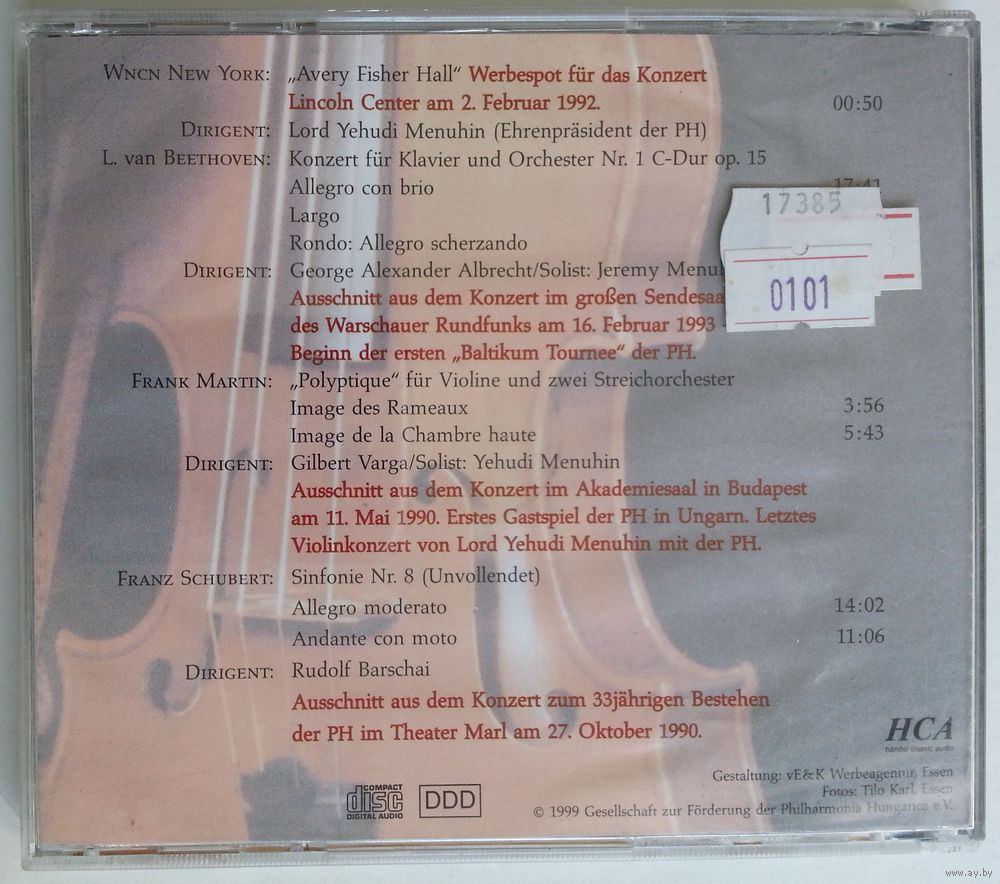 WNCN NEW YORK: „Avery Fisher Hall“ Werbespot für das Konzert
Lincoln Center am 2. Februar 1992. 00:50
DIRIGENT: Lord Yehudi Menuhin (Ehrenpräsident der PH)
L. van BEETHOVEN: Konzert für Klavier und Orchester Nr. 1 C-Dur op. 15
Allegro con brio 17:41
Largo
Rondo: Allegro scherzando
DIRIGENT: George Alexander Albrecht/Solist: Jeremy
Ausschnitt aus dem Konzert im großen
des Warschauer Rundfunks am 16. Februar 1993 -
Beginn der ersten „Baltikum Tournee“ der PH.
17385
0101
FRANK MARTIN: „Polyptique“ für Violine und zwei Streichorchester
Image des Rameaux 3:56
Image de la Chambre haute 5:43
DIRIGENT: Gilbert Varga/Solist: Yehudi Menuhin
Ausschnitt aus dem Konzert im Akademiesaal in Budapest
am 11. Mai 1990. Erstes Gastspiel der PH in Ungarn. Letztes
Violinkonzert von Lord Yehudi Menuhin mit der PH.
FRANZ SCHUBERT: Sinfonie Nr. 8 (Unvollendet)
Allegro moderato 14:02
Andante con moto 11:06
DIRIGENT: Rudolf Barschai
Ausschnitt aus dem Konzert zum 33jährigen Bestehen
der PH im Theater Marl am 27. Oktober 1990.
HCA
händel classic audio
Gestaltung: vE&K Werbeagentur, Essen
Fotos: Tilo Karl, Essen
© 1999 Gesellschaft zur Förderung der Philharmonia Hungarica e.V.
COMPACT
disc
DIGITAL AUDIO
DDD
www.ay.by